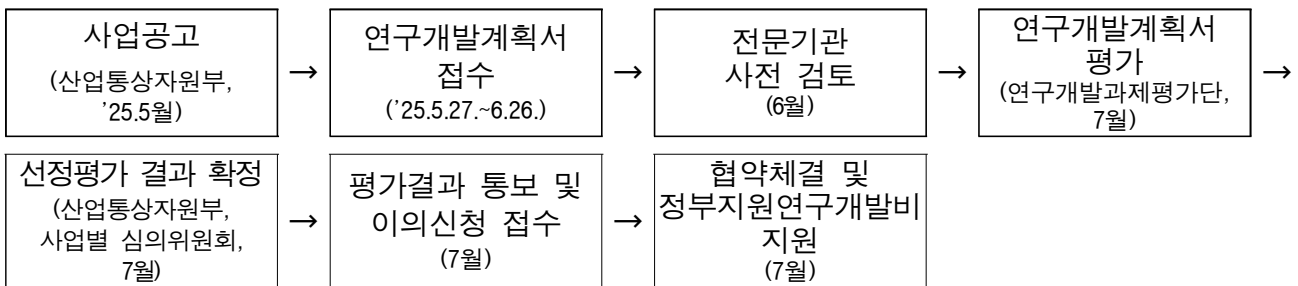 사업공고
(산업통상자원부,
’25.5월)
→
연구개발계획서
접수
(’25.5.27.~6.26.)
→
전문기관
사전 검토
(6월)
→
연구개발계획서
평가
(연구개발과제평가단,
7월)
→
선정평가 결과 확정
(산업통상자원부,
사업별 심의위원회,
7월)
→
평가결과 통보 및
이의신청 접수
(7월)
→
협약체결 및
정부지원연구개발비
지원
(7월)